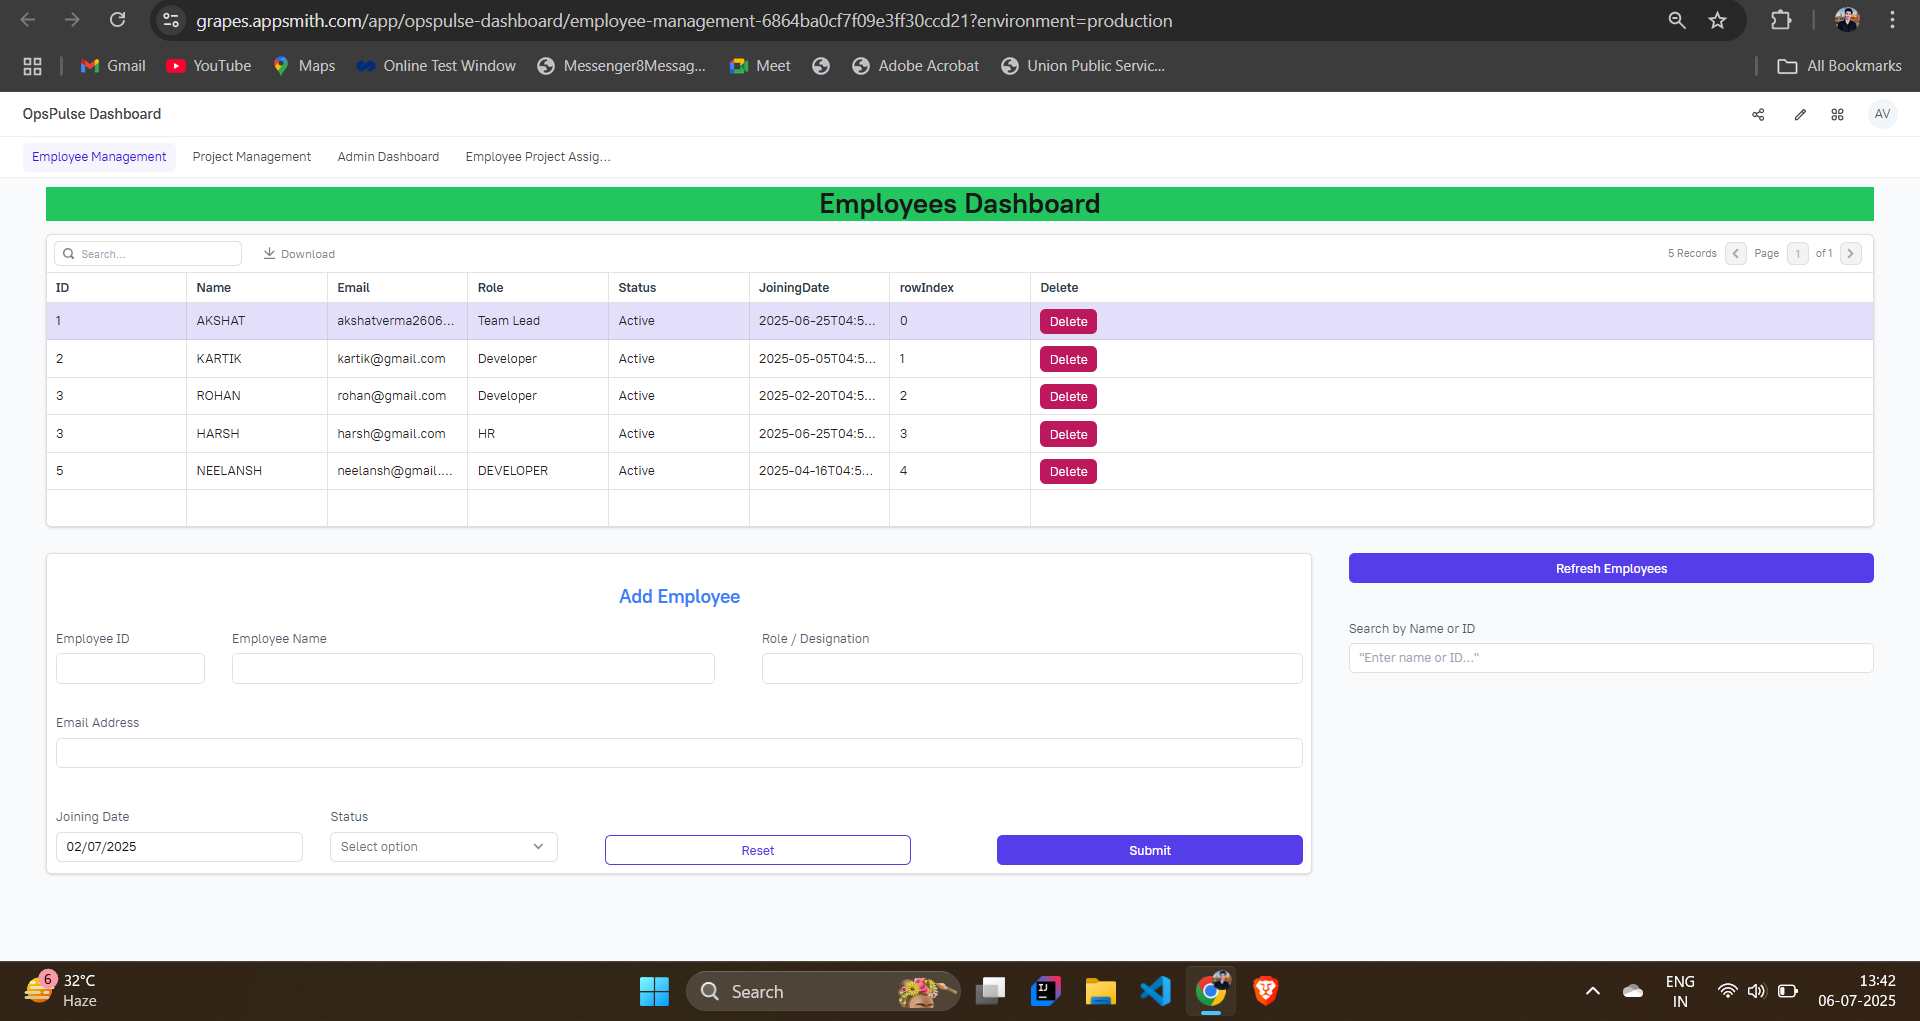 grapes.appsmith.com/app/opspulse-dashboard/employee-management-6864ba0cf7f09e3ff30ccd21?environment=production
Gmail YouTube Maps Online Test Window Messenger8Messag... Meet Adobe Acrobat Union Public Servic... All Bookmarks
OpsPulse Dashboard AV
Employee Management Project Management Admin Dashboard Employee Project Assig...
Employees Dashboard
Search... Download 5 Records Page 1 of 1
ID Name Email Role Status JoiningDate rowIndex Delete
1 AKSHAT akshatverma2606... Team Lead Active 2025-06-25T04:5... 0 Delete
2 KARTIK kartik@gmail.com Developer Active 2025-05-05T04:5... 1 Delete
3 ROHAN rohan@gmail.com Developer Active 2025-02-20T04:5... 2 Delete
3 HARSH harsh@gmail.com HR Active 2025-06-25T04:5... 3 Delete
5 NEELANSH neelansh@gmail.... DEVELOPER Active 2025-04-16T04:5... 4 Delete
Add Employee
Refresh Employees
Employee ID Employee Name Role / Designation
Search by Name or ID
"Enter name or ID..."
Email Address
Joining Date Status
02/07/2025 Select option Reset Submit
6 32°C
Haze
Search
IJ
ENG
IN
13:42
06-07-2025